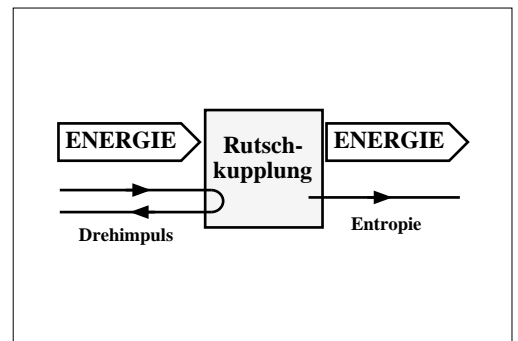 ENERGIE
Rutsch-
kupplung
ENERGIE
Drehimpuls
Entropie